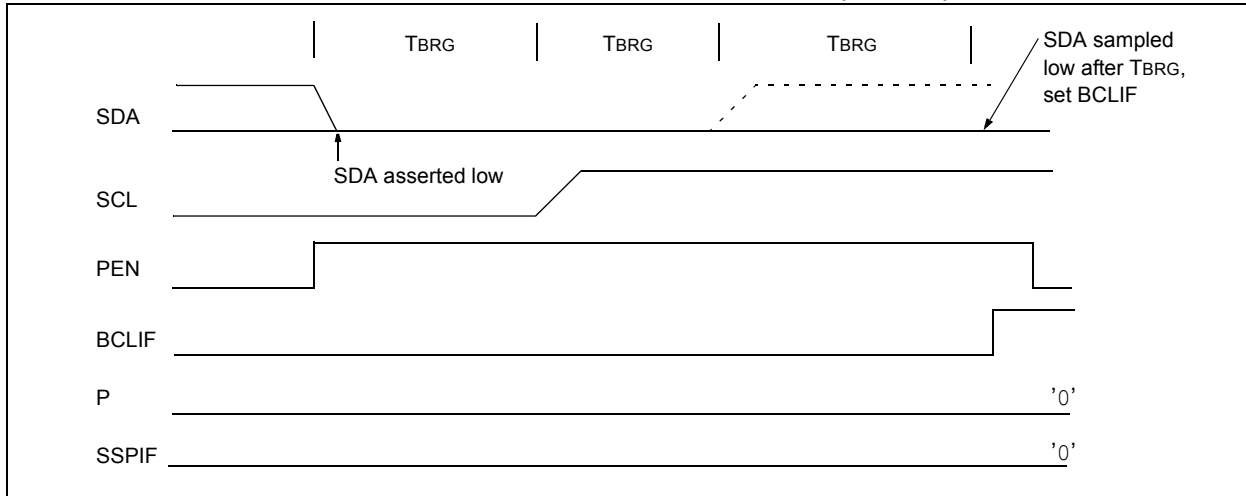 TBRG TBRG TBRG
SDA sampled
low after TBRG,
set BCLIF
SDA
SDA asserted low
SCL
PEN
BCLIF
P '0'
SSPIF '0'